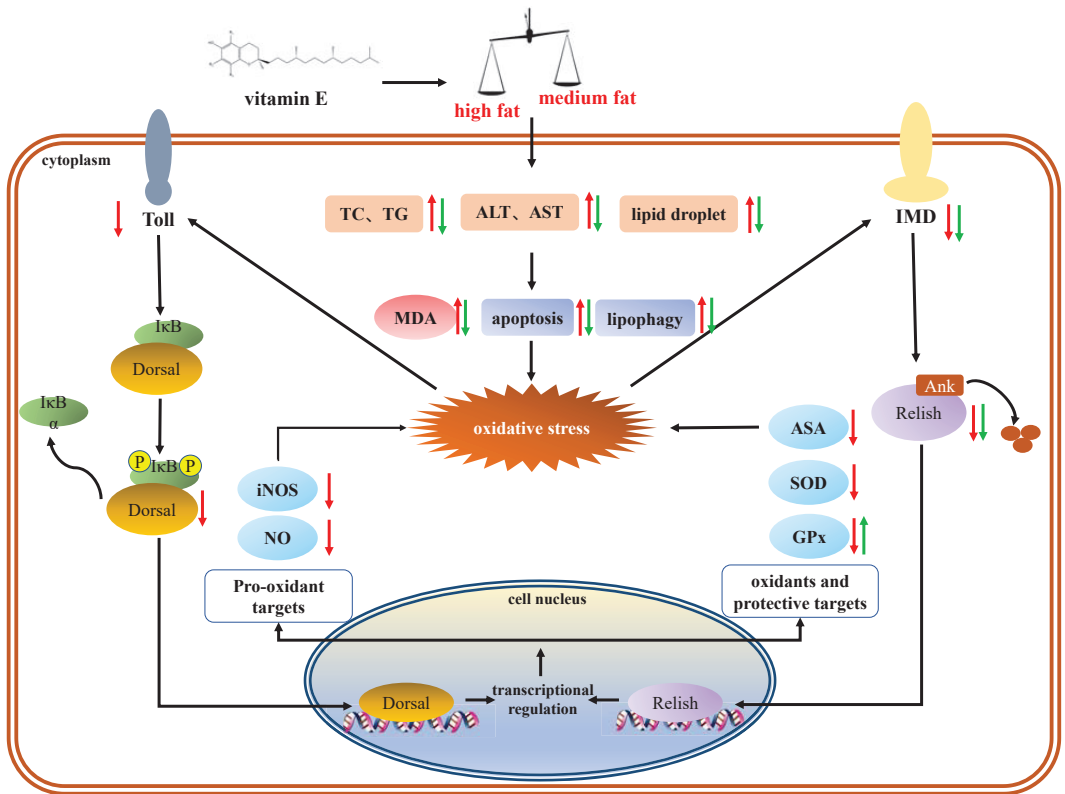 vitamin E
high fat
medium fat
cytoplasm
Toll
IMD
TC、TG
ALT、AST
lipid droplet
MDA
apoptosis
lipophagy
IκB
Dorsal
Ank
Relish
IκB
α
oxidative stress
ASA
P
IκB
P
Dorsal
iNOS
SOD
NO
GPx
Pro-oxidant
targets
oxidants and
protective targets
cell nucleus
Dorsal
transcriptional
regulation
Relish